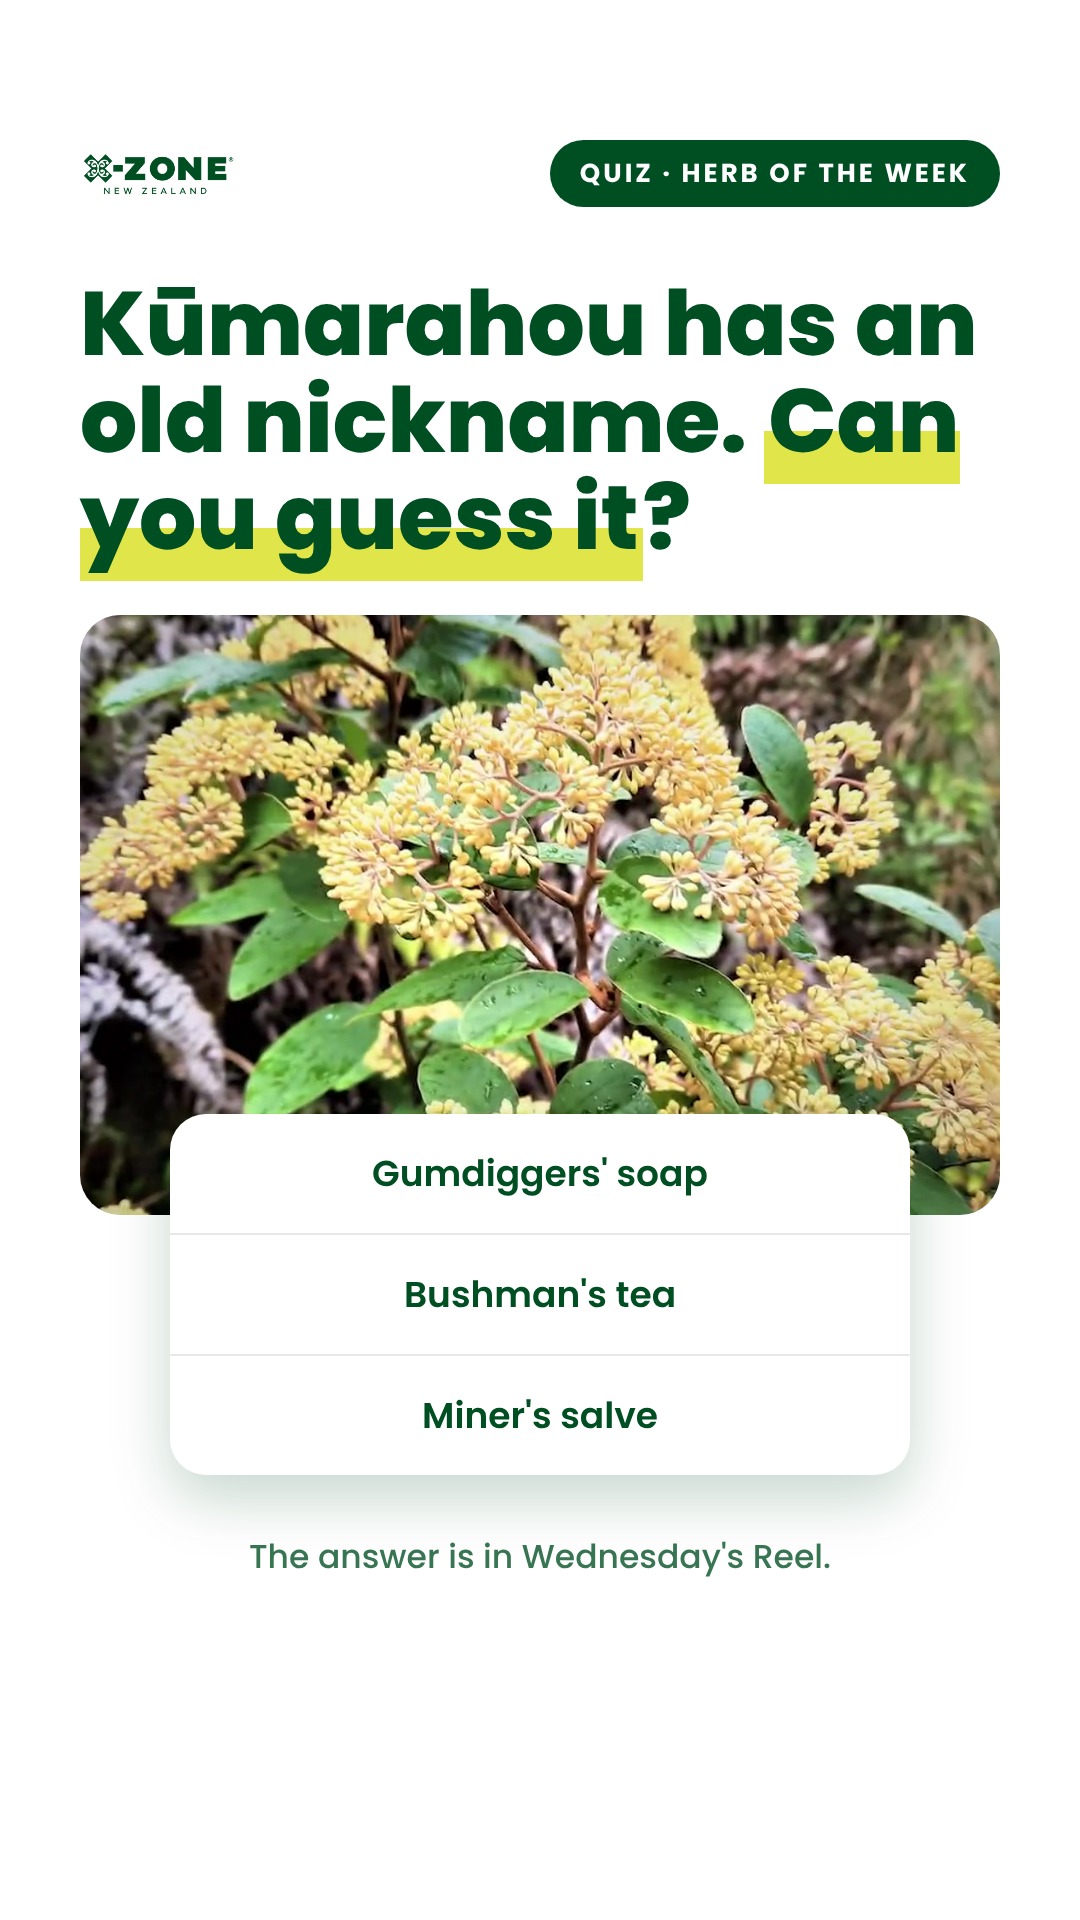 X-ZONE®
NEW ZEALAND
QUIZ · HERB OF THE WEEK
Kūmarahou has an
old nickname. Can
you guess it?
Gumdiggers' soap
Bushman's tea
Miner's salve
The answer is in Wednesday's Reel.